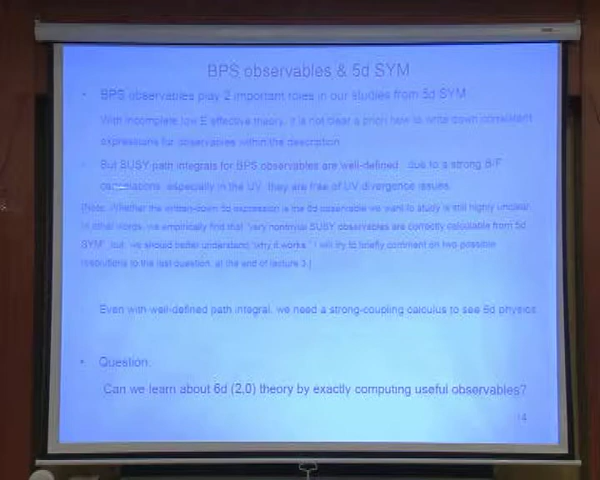 BPS observables & 5d SYM
• BPS observables play 2 important roles in our studies from 5d SYM
With incomplete low E effective theory, it is not clear a priori how to write down consistent
expressions for observables within the description.
But SUSY path integrals for BPS observables are well-defined, due to a strong B/F
cancellations, especially in the UV: they are free of UV divergence issues.
[Note: Whether the written-down 5d expression is the 6d observable we want to study is still highly unclear.
In other words, we empirically find that "very nontrivial SUSY observables are correctly calculable from 5d
SYM" but, we should better understand "why it works." I will try to briefly comment on two possible
resolutions to the last question, at the end of lecture 3.]
Even with well-defined path integral, we need a strong-coupling calculus to see 6d physics.
• Question:
Can we learn about 6d (2,0) theory by exactly computing useful observables?
14